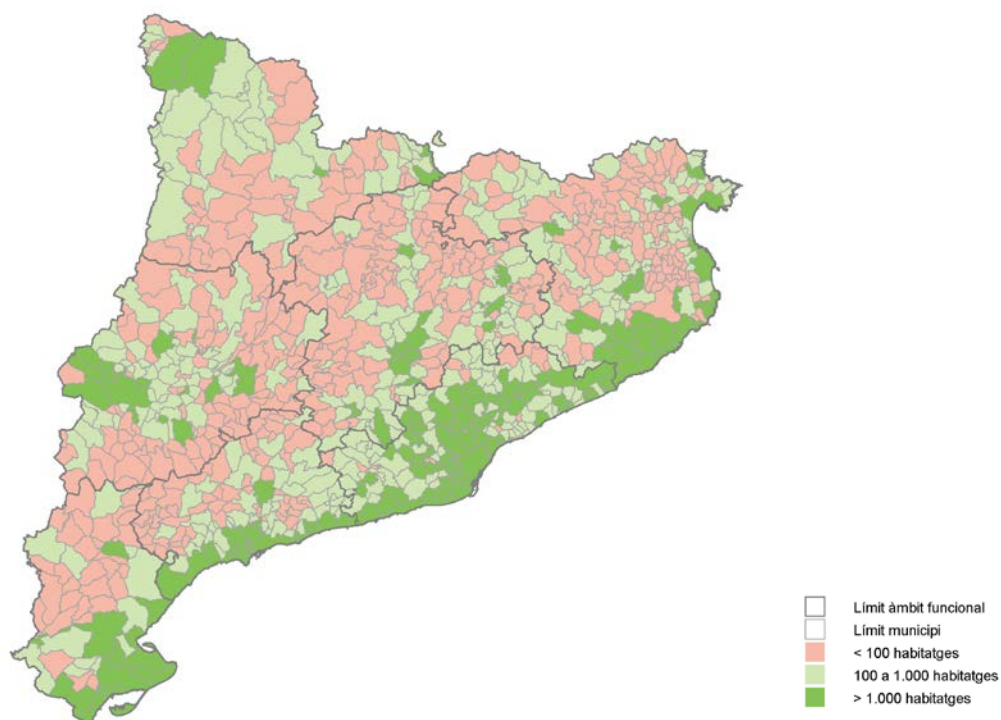 Límit àmbit funcional
Límit municipi
< 100 habitatges
100 a 1.000 habitatges
> 1.000 habitatges